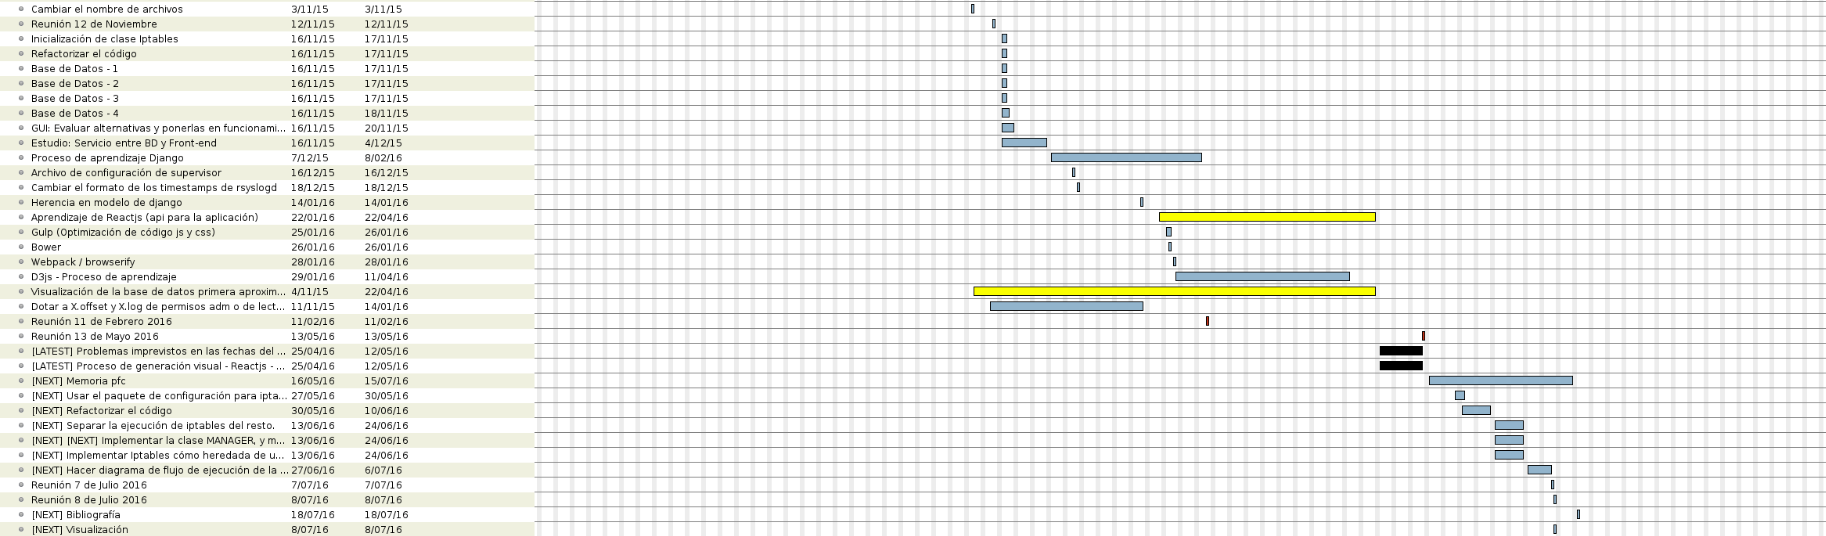 Cambiar el nombre de archivos 3/11/15 3/11/15
Reunión 12 de Noviembre 12/11/15 12/11/15
Inicialización de clase Iptables 16/11/15 17/11/15
Refactorizar el código 16/11/15 17/11/15
Base de Datos - 1 16/11/15 17/11/15
Base de Datos - 2 16/11/15 17/11/15
Base de Datos - 3 16/11/15 17/11/15
Base de Datos - 4 16/11/15 18/11/15
GUI: Evaluar alternativas y ponerlas en funcionami... 16/11/15 20/11/15
Estudio: Servicio entre BD y Front-end 16/11/15 4/12/15
Proceso de aprendizaje Django 7/12/15 8/02/16
Archivo de configuración de supervisor 16/12/15 16/12/15
Cambiar el formato de los timestamps de rsyslogd 18/12/15 18/12/15
Herencia en modelo de django 14/01/16 14/01/16
Aprendizaje de Reactjs (api para la aplicación) 22/01/16 22/04/16
Gulp (Optimización de código js y css) 25/01/16 26/01/16
Bower 26/01/16 26/01/16
Webpack / browserify 28/01/16 28/01/16
D3js - Proceso de aprendizaje 29/01/16 11/04/16
Visualización de la base de datos primera aproxim... 4/11/15 22/04/16
Dotar a X.offset y X.log de permisos adm o de lect... 11/11/15 14/01/16
Reunión 11 de Febrero 2016 11/02/16 11/02/16
Reunión 13 de Mayo 2016 13/05/16 13/05/16
[LATEST] Problemas imprevistos en las fechas del ... 25/04/16 12/05/16
[LATEST] Proceso de generación visual - Reactjs - ... 25/04/16 12/05/16
[NEXT] Memoria pfc 16/05/16 15/07/16
[NEXT] Usar el paquete de configuración para ipta... 27/05/16 30/05/16
[NEXT] Refactorizar el código 30/05/16 10/06/16
[NEXT] Separar la ejecución de iptables del resto. 13/06/16 24/06/16
[NEXT] [NEXT] Implementar la clase MANAGER, y m... 13/06/16 24/06/16
[NEXT] Implementar Iptables cómo heredada de u... 13/06/16 24/06/16
[NEXT] Hacer diagrama de flujo de ejecución de la ... 27/06/16 6/07/16
Reunión 7 de Julio 2016 7/07/16 7/07/16
Reunión 8 de Julio 2016 8/07/16 8/07/16
[NEXT] Bibliografía 18/07/16 18/07/16
[NEXT] Visualización 8/07/16 8/07/16